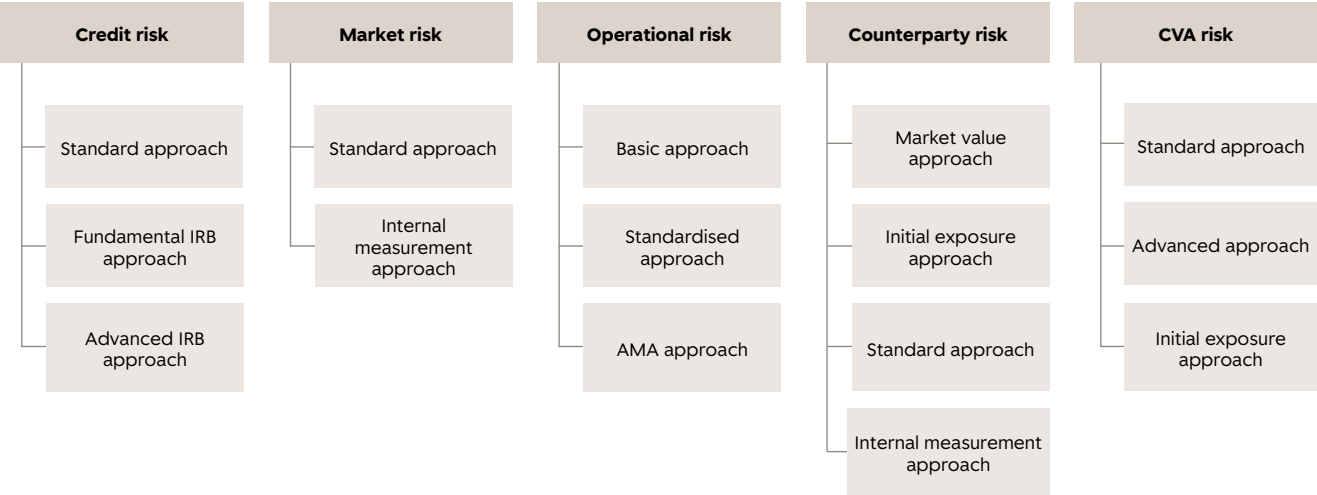 Credit risk
Standard approach
Fundamental IRB
approach
Advanced IRB
approach
Market risk
Standard approach
Internal
measurement
approach
Operational risk
Basic approach
Standardised
approach
AMA approach
Counterparty risk
Market value
approach
Initial exposure
approach
Standard approach
Internal measurement
approach
CVA risk
Standard approach
Advanced approach
Initial exposure
approach